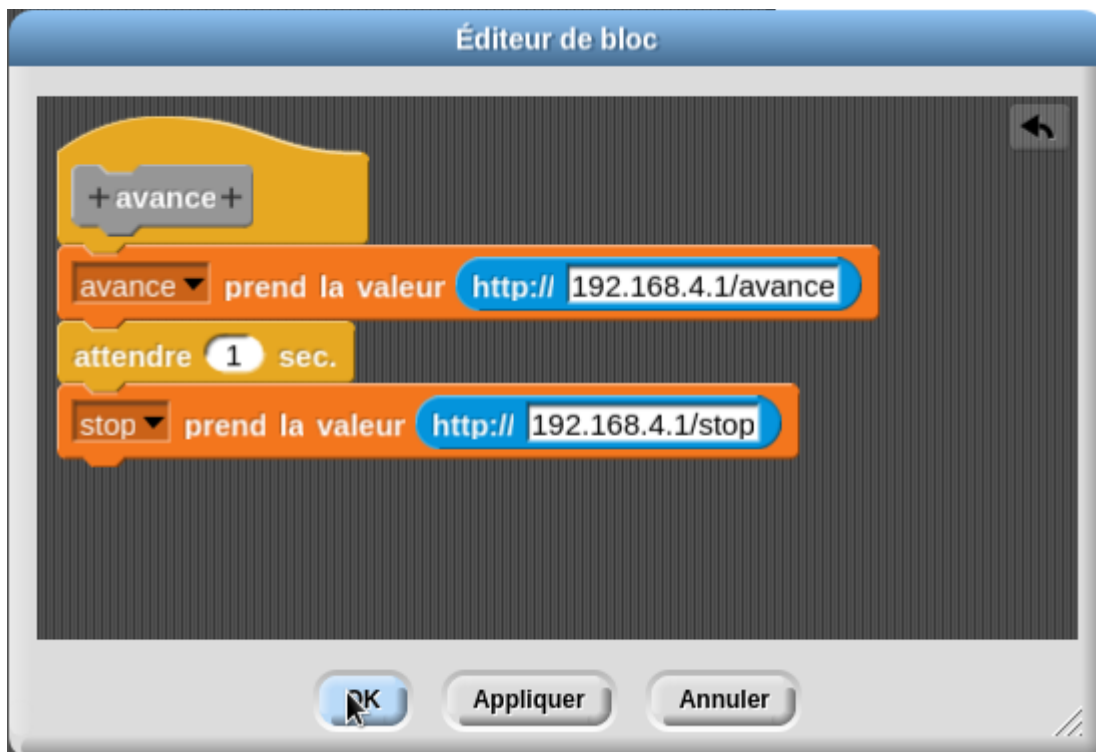 Éditeur de bloc
+avance+
avance prend la valeur http:// 192.168.4.1/avance
attendre 1 sec.
stop prend la valeur http:// 192.168.4.1/stop
OK Appliquer Annuler